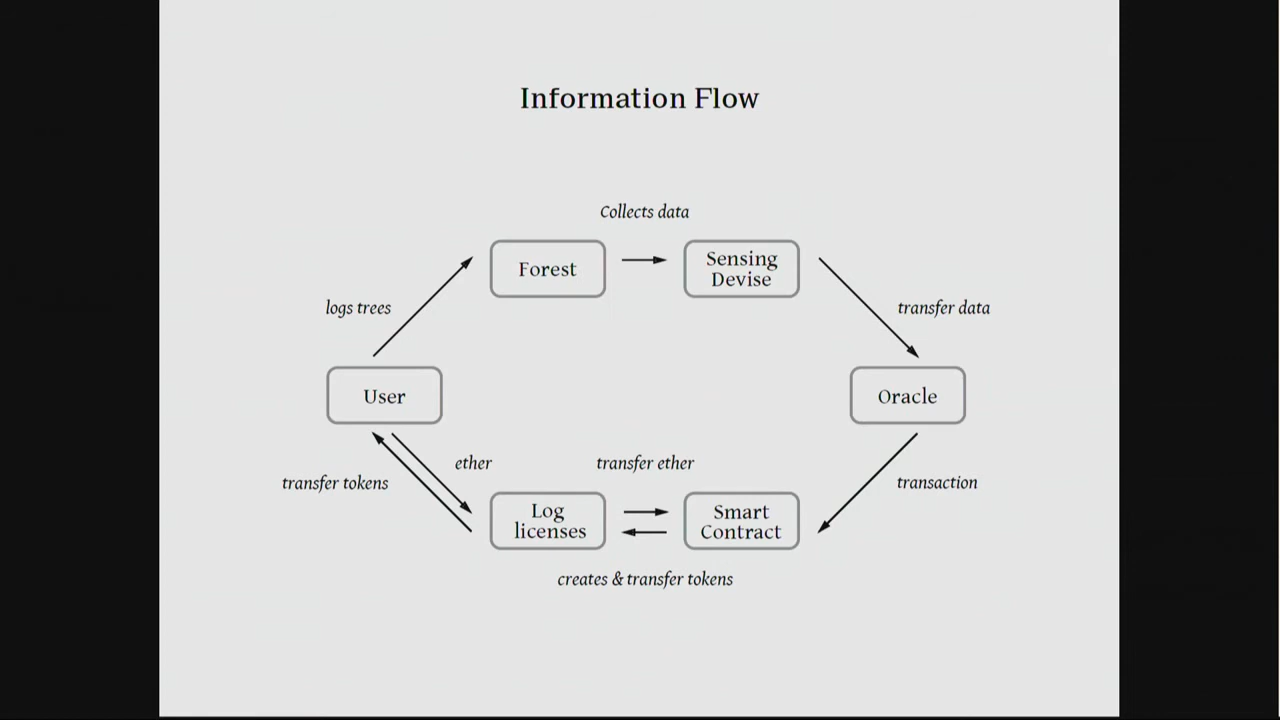 Information Flow
Collects data
Forest
Sensing
Devise
logs trees
transfer data
User
Oracle
ether
transfer ether
transfer tokens
transaction
Log
licenses
Smart
Contract
creates & transfer tokens